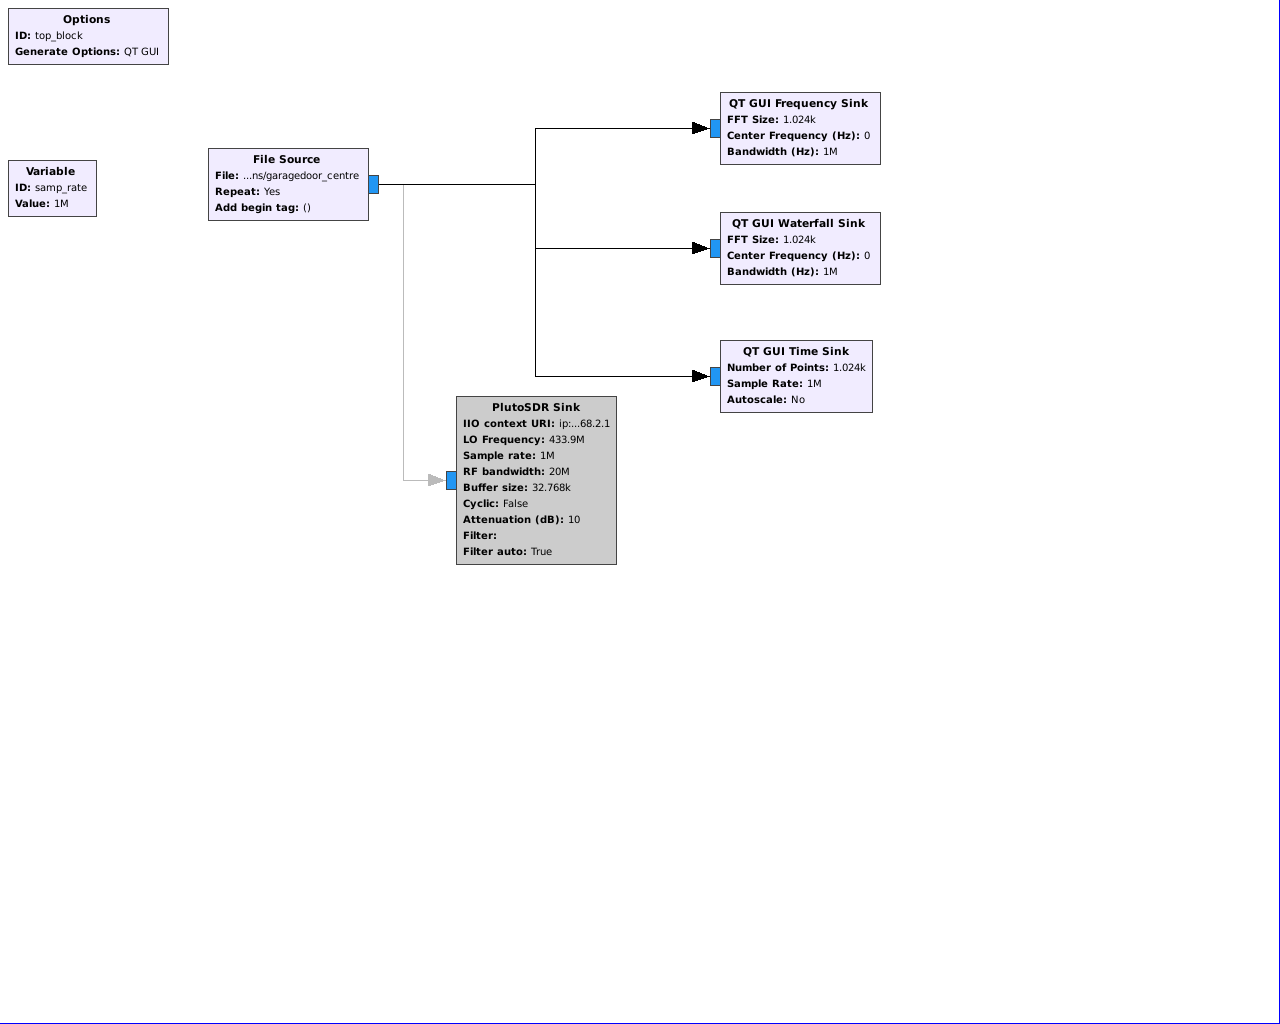 Options
ID: top_block
Generate Options: QT GUI
Variable
ID: samp_rate
Value: 1M
File Source
File: ...ns/garagedoor_centre
Repeat: Yes
Add begin tag: ()
QT GUI Frequency Sink
FFT Size: 1.024k
Center Frequency (Hz): 0
Bandwidth (Hz): 1M
QT GUI Waterfall Sink
FFT Size: 1.024k
Center Frequency (Hz): 0
Bandwidth (Hz): 1M
QT GUI Time Sink
Number of Points: 1.024k
Sample Rate: 1M
Autoscale: No
PlutoSDR Sink
IIO context URI: ip:...68.2.1
LO Frequency: 433.9M
Sample rate: 1M
RF bandwidth: 20M
Buffer size: 32.768k
Cyclic: False
Attenuation (dB): 10
Filter:
Filter auto: True